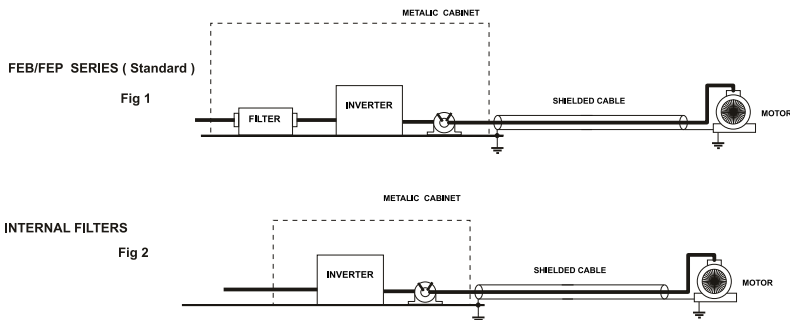 METALIC CABINET
FEB/FEP SERIES ( Standard )
Fig 1
FILTER
INVERTER
SHIELDED CABLE
MOTOR
METALIC CABINET
INTERNAL FILTERS
Fig 2
INVERTER
SHIELDED CABLE
MOTOR